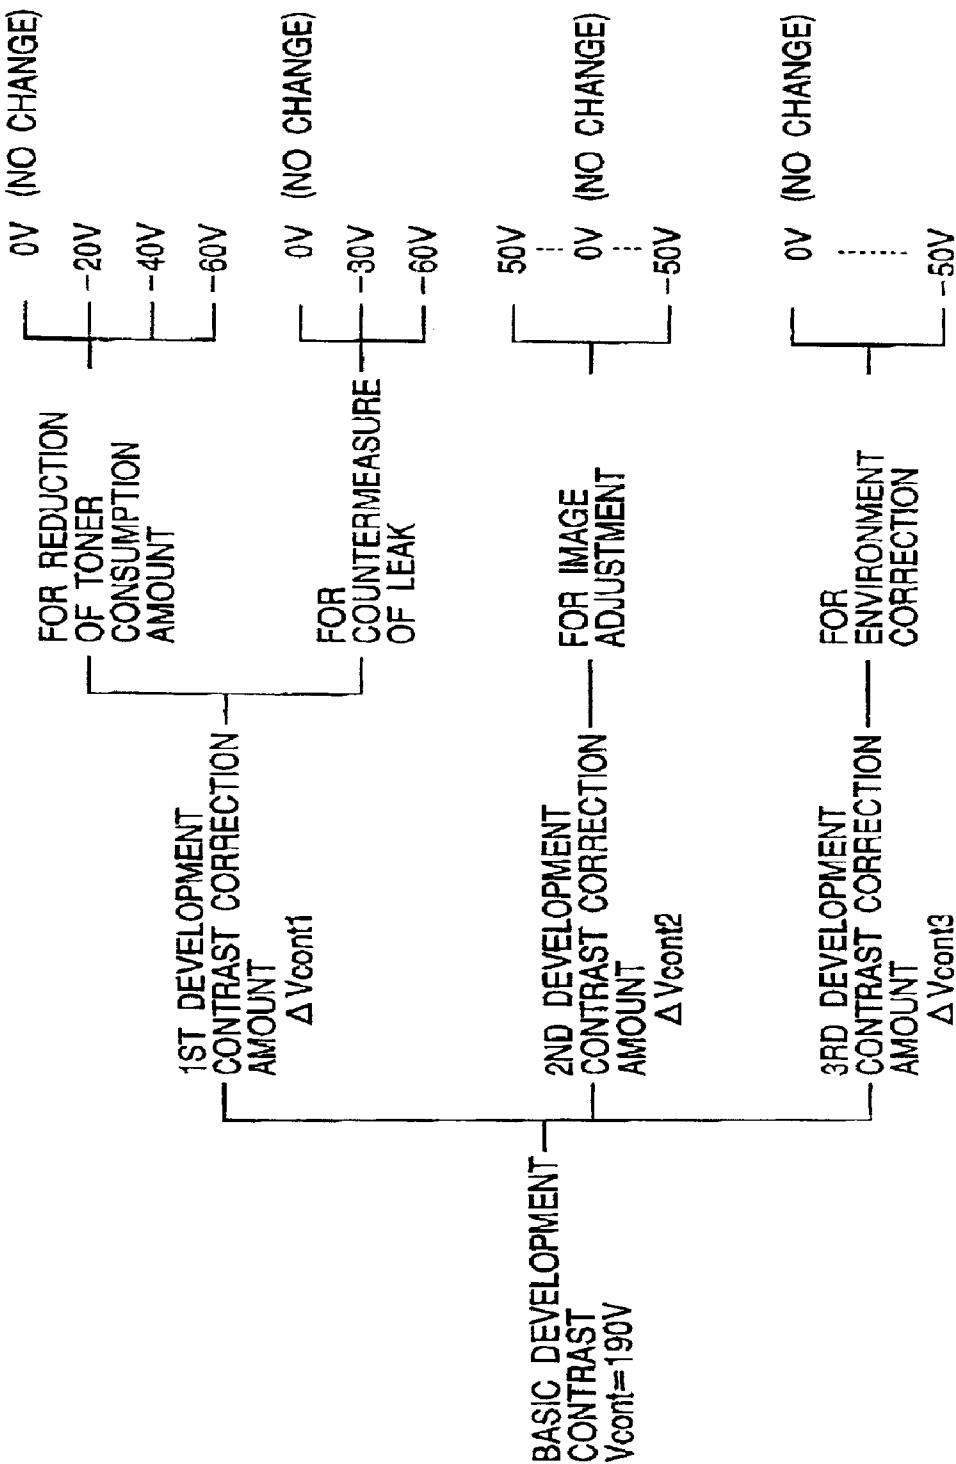 BASIC DEVELOPMENT
CONTRAST
Vcont=190V
1ST DEVELOPMENT
CONTRAST CORRECTION
AMOUNT
ΔVcont1
FOR REDUCTION
OF TONER
CONSUMPTION
AMOUNT
0V (NO CHANGE)
-20V
-40V
-60V
FOR
COUNTERMEASURE
OF LEAK
0V (NO CHANGE)
-30V
-60V
2ND DEVELOPMENT
CONTRAST CORRECTION
AMOUNT
ΔVcont2
FOR IMAGE
ADJUSTMENT
50V
0V (NO CHANGE)
-50V
3RD DEVELOPMENT
CONTRAST CORRECTION
AMOUNT
ΔVcont3
FOR
ENVIRONMENT
CORRECTION
0V (NO CHANGE)
-50V